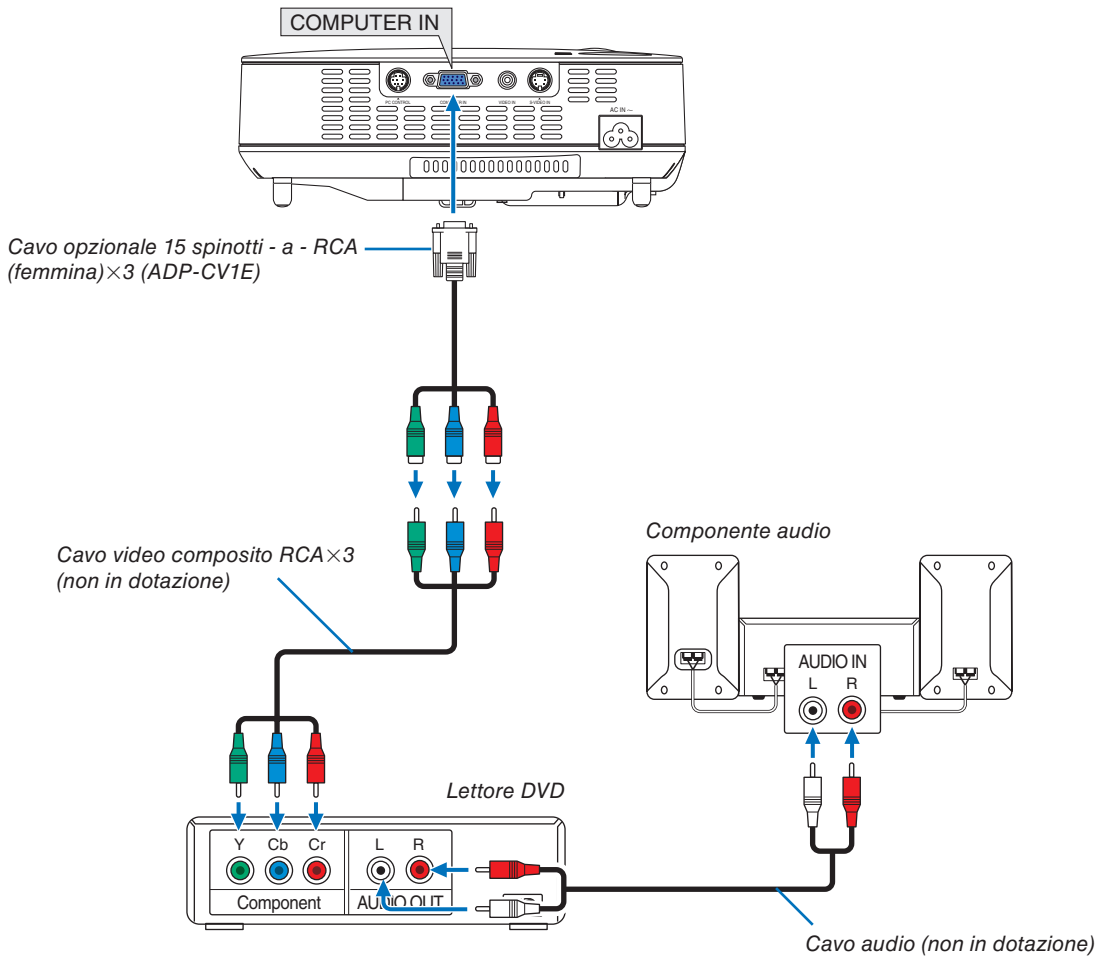 COMPUTER IN
PC CONTROL
VIDEO IN
S-VIDEO IN
AC IN ~
Cavo opzionale 15 spinotti - a - RCA
(femmina)×3 (ADP-CV1E)
Cavo video composito RCA×3
(non in dotazione)
Componente audio
AUDIO IN
L R
Lettore DVD
Y Cb Cr
L R
Component
AUDIO OUT
Cavo audio (non in dotazione)